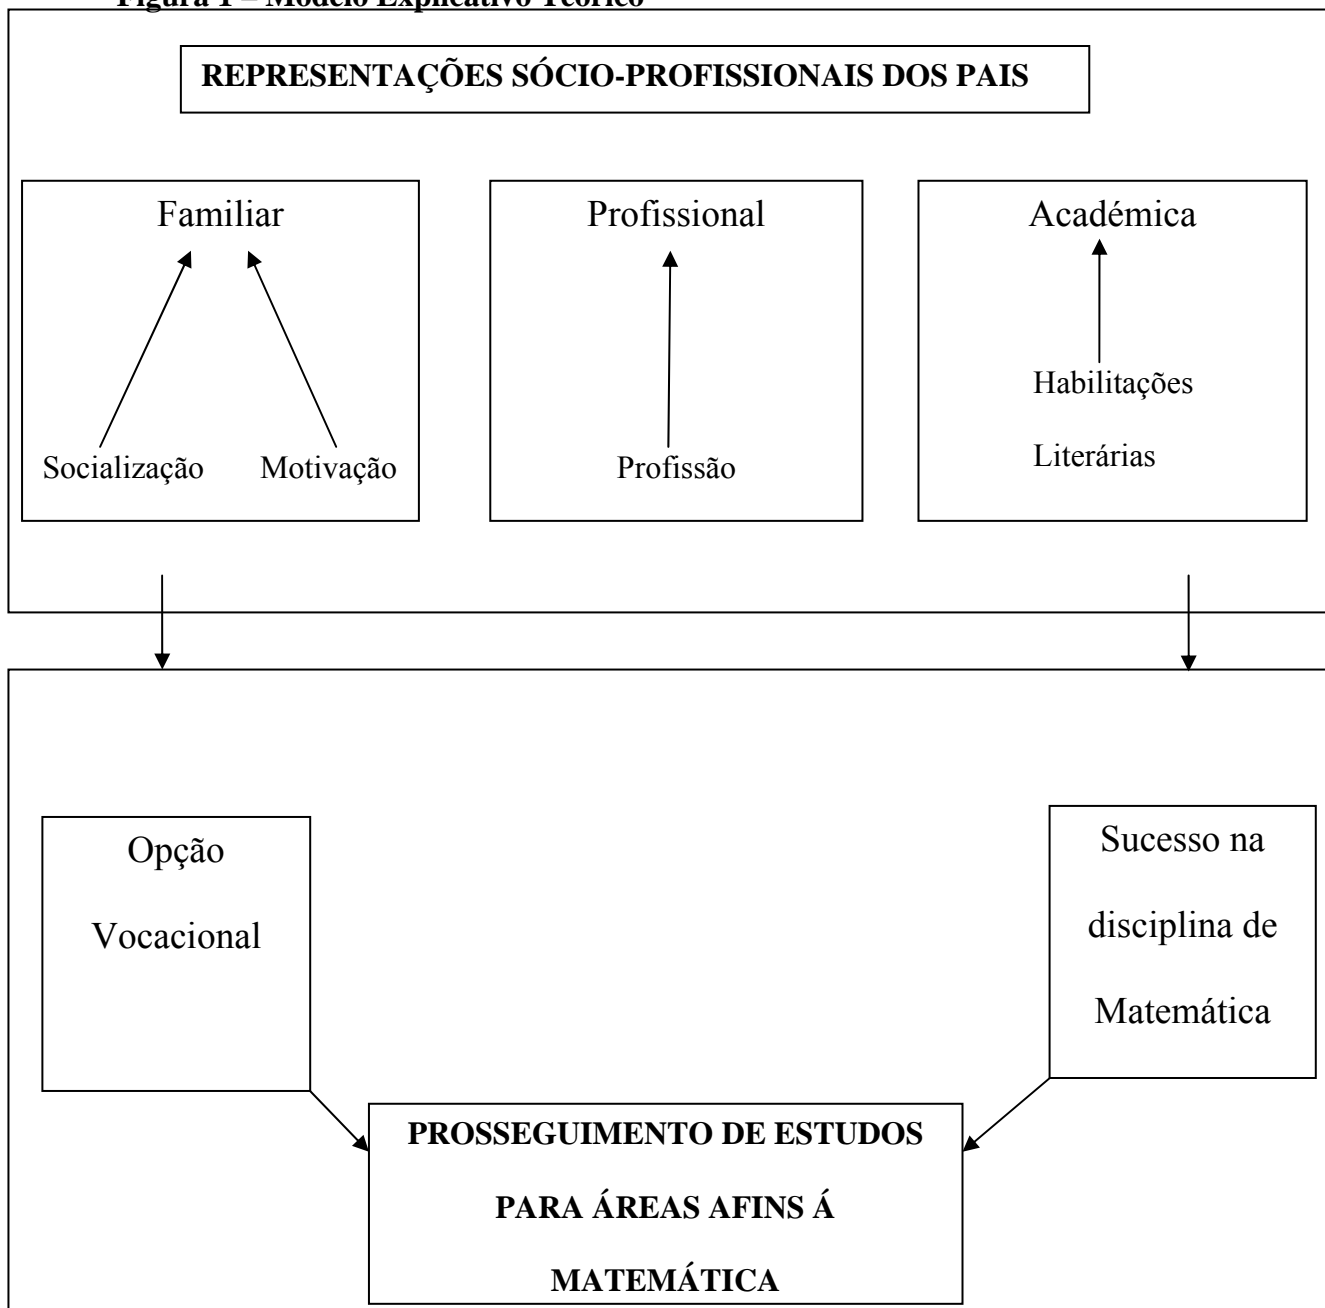 Figura 1 – Modelo Explicativo Teórico
REPRESENTAÇÕES SÓCIO-PROFISSIONAIS DOS PAIS
Familiar
Socialização
Motivação
Profissional
Profissão
Académica
Habilitações
Literárias
Opção
Vocacional
Sucesso na
disciplina de
Matemática
PROSSEGUIMENTO DE ESTUDOS
PARA ÁREAS AFINS Á
MATEMÁTICA